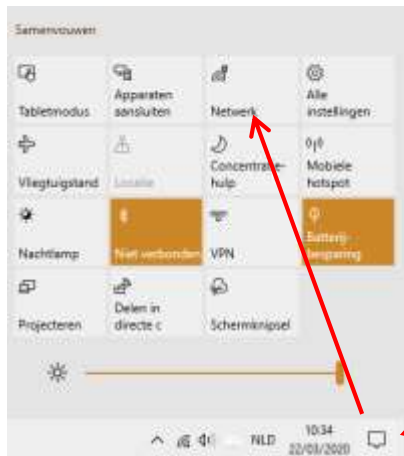 Samenvouwen
Tabletmodus
Apparaten
aansluiten
Netwerk
Alle
instellingen
Vliegtuigstand
Locatie
Concentratie-
hulp
Mobiele
hotspot
Nachtlamp
Niet verbonden
VPN
Batterij-
besparing
Projecteren
Delen in
directe c
Schermknipsel
NLD
10:34
22/03/2020